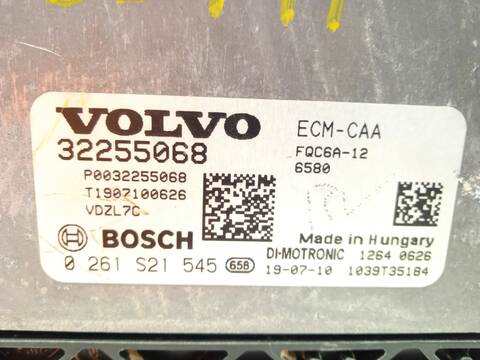 VOLVO
32255068
P0032255068
T1907100626
VDZL7C
BOSCH
0 261 S21 545 658
ECM-CAA
FQC6A-12
6580
Made in Hungary
DI-MOTRONIC 1264 0626
19-07-10 1039T35184